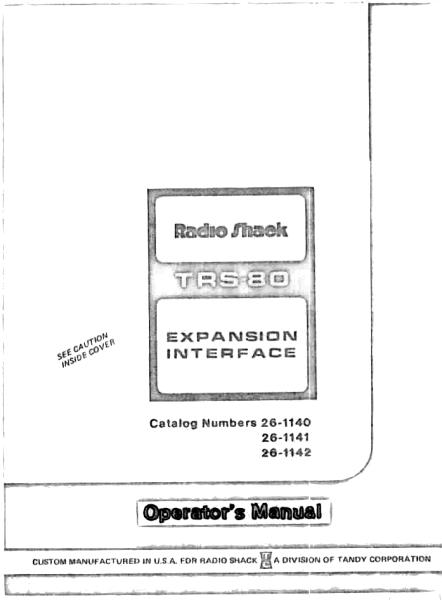 Radio Shack
TRS-80
EXPANSION
INTERFACE
SEE CAUTION
INSIDE COVER
Catalog Numbers 26-1140
26-1141
26-1142
Operator's Manual
CUSTOM MANUFACTURED IN U.S.A. FOR RADIO SHACK A DIVISION OF TANDY CORPORATION